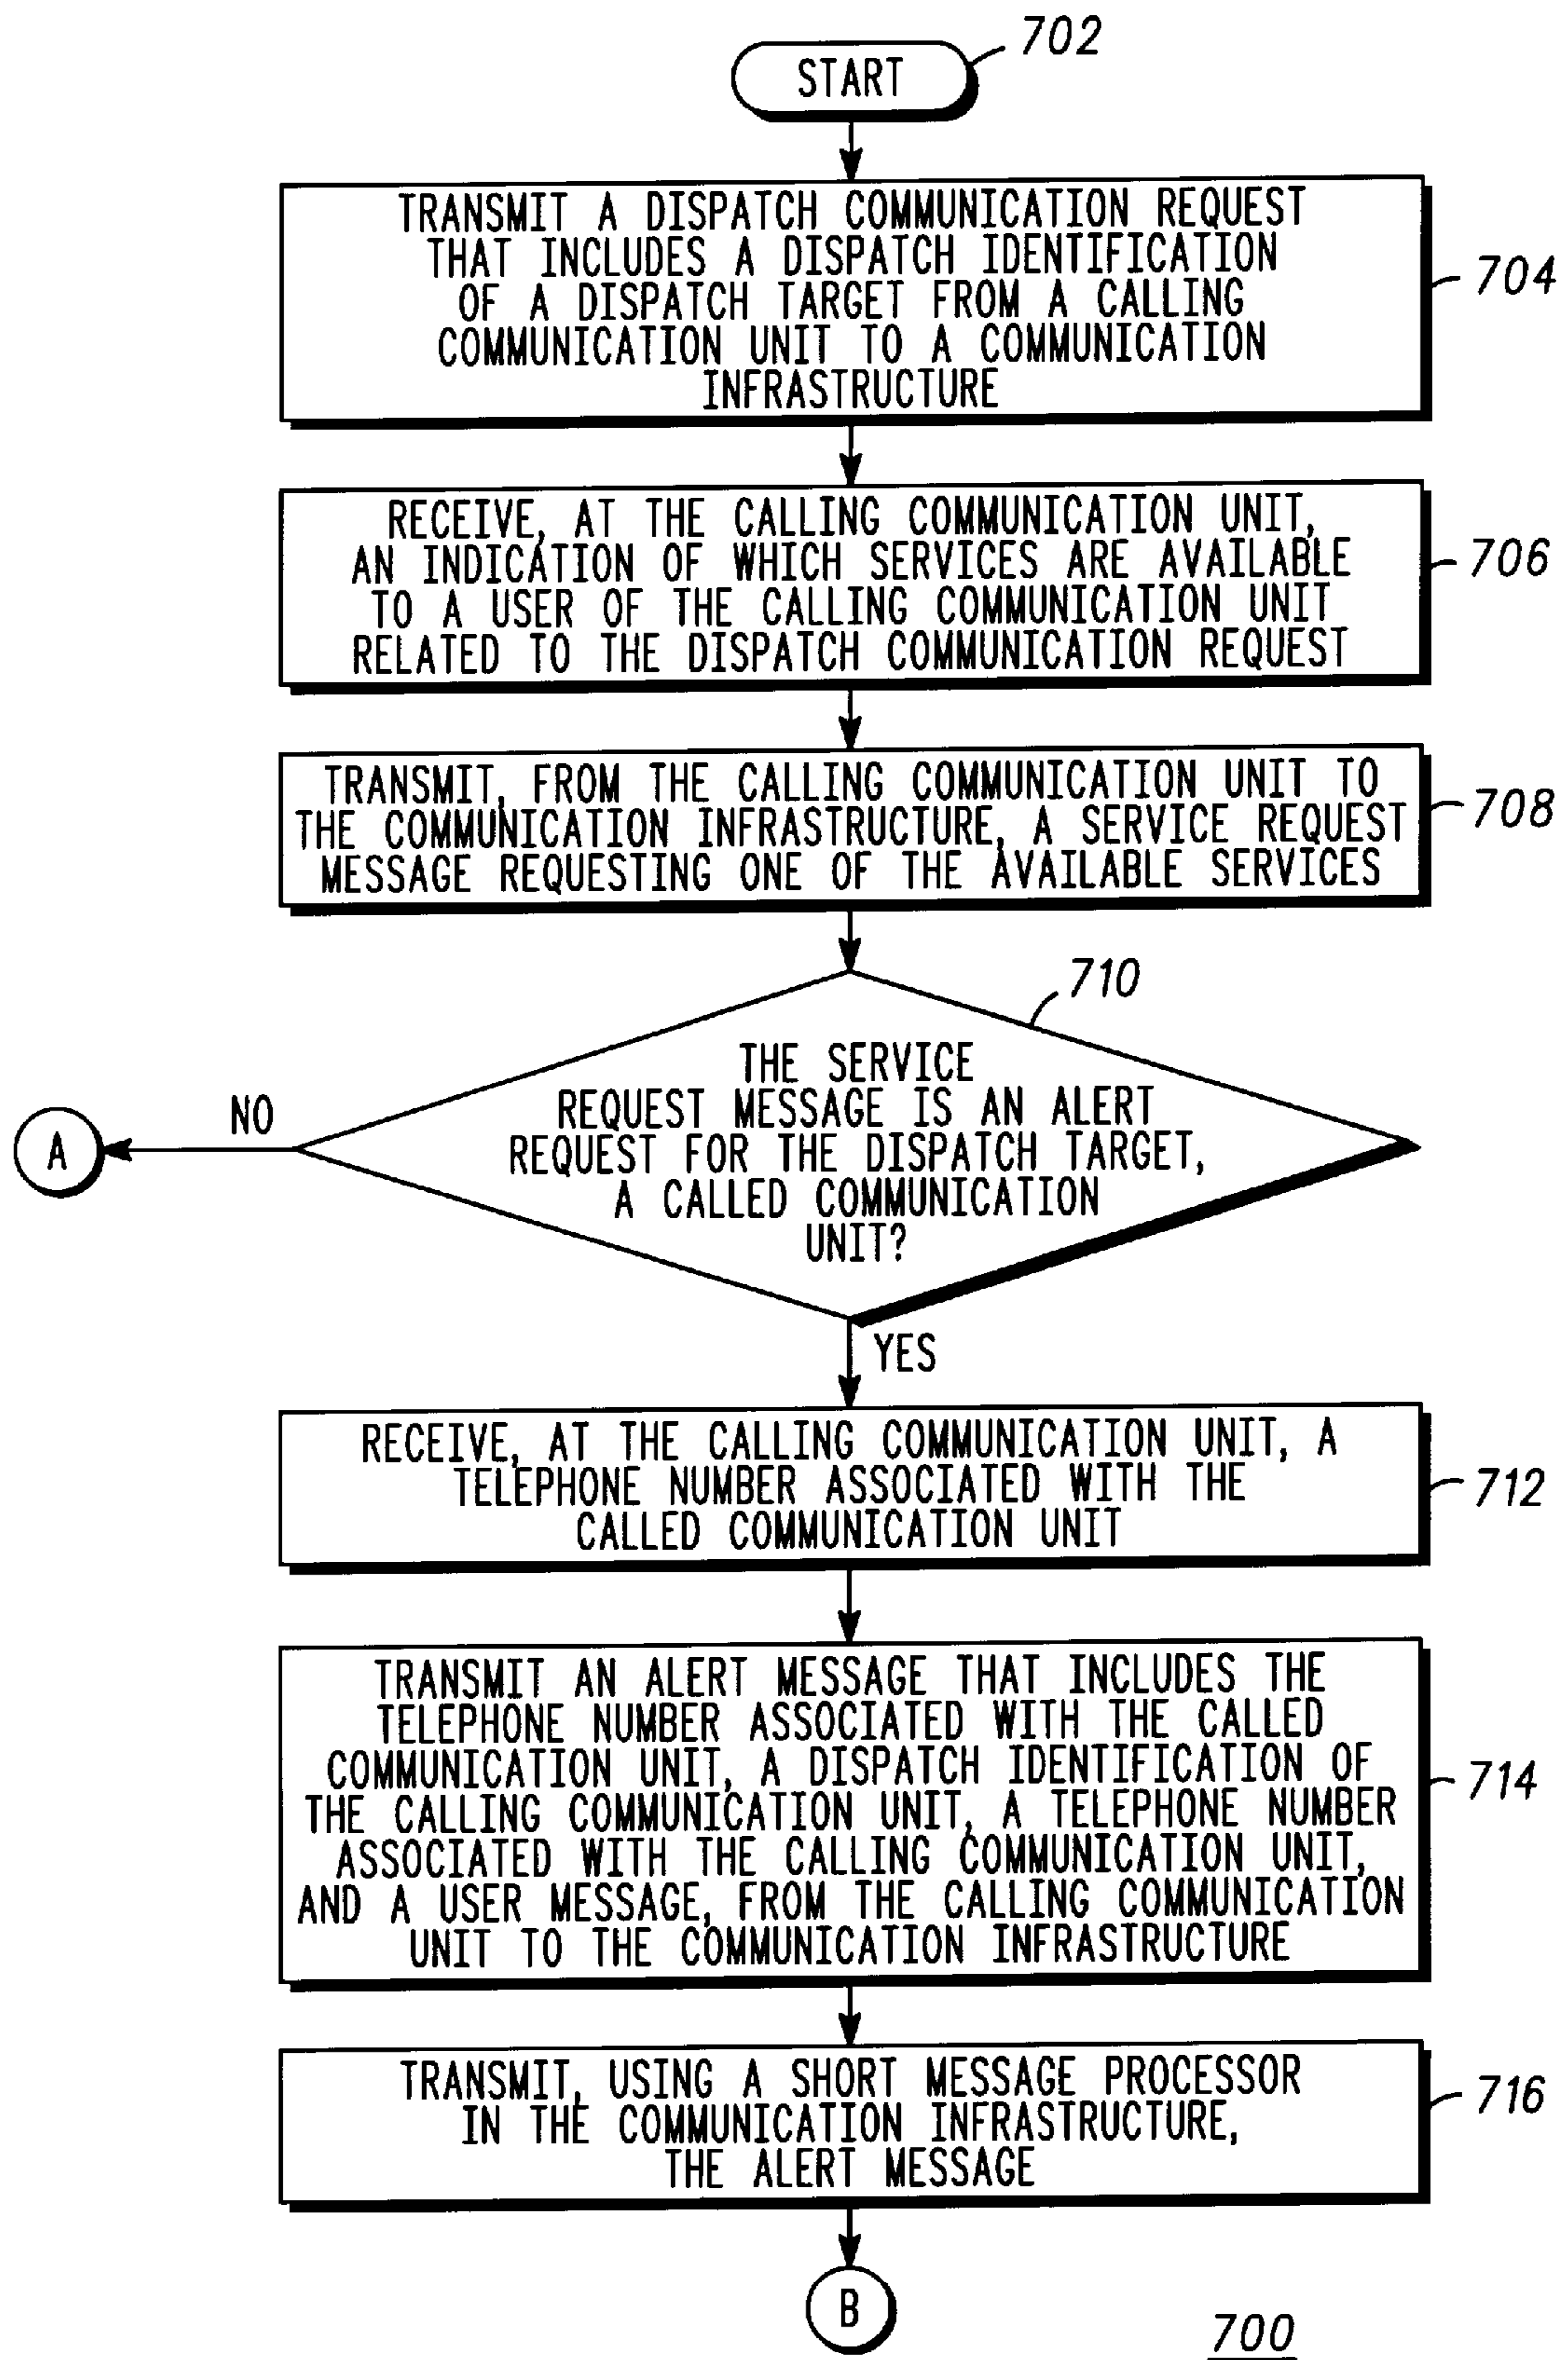 702
START
TRANSMIT A DISPATCH COMMUNICATION REQUEST
THAT INCLUDES A DISPATCH IDENTIFICATION
OF A DISPATCH TARGET FROM A CALLING
COMMUNICATION UNIT TO A COMMUNICATION
INFRASTRUCTURE
704
RECEIVE, AT THE CALLING COMMUNICATION UNIT,
AN INDICATION OF WHICH SERVICES ARE AVAILABLE
TO A USER OF THE CALLING COMMUNICATION UNIT
RELATED TO THE DISPATCH COMMUNICATION REQUEST
706
TRANSMIT, FROM THE CALLING COMMUNICATION UNIT TO
THE COMMUNICATION INFRASTRUCTURE, A SERVICE REQUEST
MESSAGE REQUESTING ONE OF THE AVAILABLE SERVICES
708
710
THE SERVICE
REQUEST MESSAGE IS AN ALERT
REQUEST FOR THE DISPATCH TARGET,
A CALLED COMMUNICATION
UNIT?
NO
A
YES
RECEIVE, AT THE CALLING COMMUNICATION UNIT, A
TELEPHONE NUMBER ASSOCIATED WITH THE
CALLED COMMUNICATION UNIT
712
TRANSMIT AN ALERT MESSAGE THAT INCLUDES THE
TELEPHONE NUMBER ASSOCIATED WITH THE CALLED
COMMUNICATION UNIT, A DISPATCH IDENTIFICATION OF
THE CALLING COMMUNICATION UNIT, A TELEPHONE NUMBER
ASSOCIATED WITH THE CALLING COMMUNICATION UNIT,
AND A USER MESSAGE, FROM THE CALLING COMMUNICATION
UNIT TO THE COMMUNICATION INFRASTRUCTURE
714
TRANSMIT, USING A SHORT MESSAGE PROCESSOR
IN THE COMMUNICATION INFRASTRUCTURE,
THE ALERT MESSAGE
716
B
700